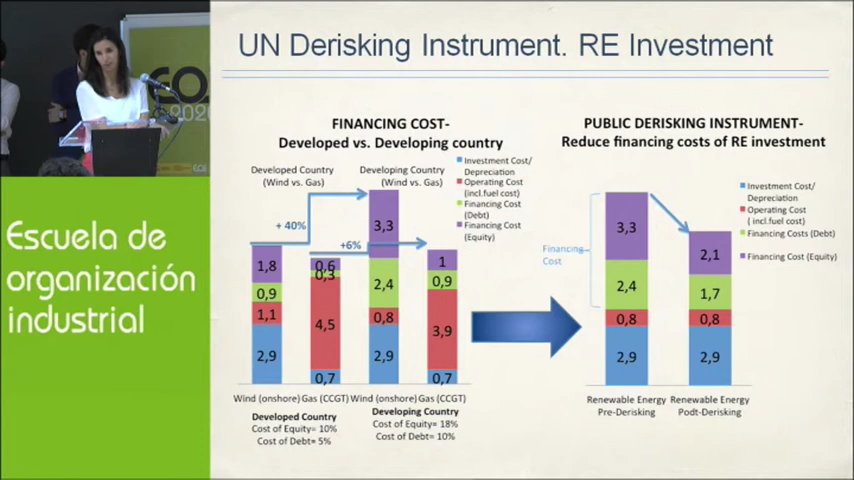 UN Derisking Instrument. RE Investment
FINANCING COST-
Developed vs. Developing country
Developed Country
(Wind vs. Gas)
Developing Country
(Wind vs. Gas)
Investment Cost/
Depreciation
Operating Cost
(incl.fuel cost)
Financing Cost
(Debt)
Financing Cost
(Equity)
+ 40%
+6%
1,8
0,9
1,1
2,9
0,6
0,3
4,5
0,7
3,3
2,4
0,8
2,9
1
0,9
3,9
0,7
Wind (onshore) Gas (CCGT) Wind (onshore) Gas (CCGT)
Developed Country
Cost of Equity= 10%
Cost of Debt= 5%
Developing Country
Cost of Equity= 18%
Cost of Debt= 10%
PUBLIC DERISKING INSTRUMENT-
Reduce financing costs of RE investment
Investment Cost/
Depreciation
Operating Cost
( incl.fuel cost)
Financing Costs (Debt)
Financing Cost (Equity)
Financing
Cost
3,3
2,4
0,8
2,9
2,1
1,7
0,8
2,9
Renewable Energy
Pre-Derisking
Renewable Energy
Podt-Derisking
Escuela de
organización
industrial
2020
eoi